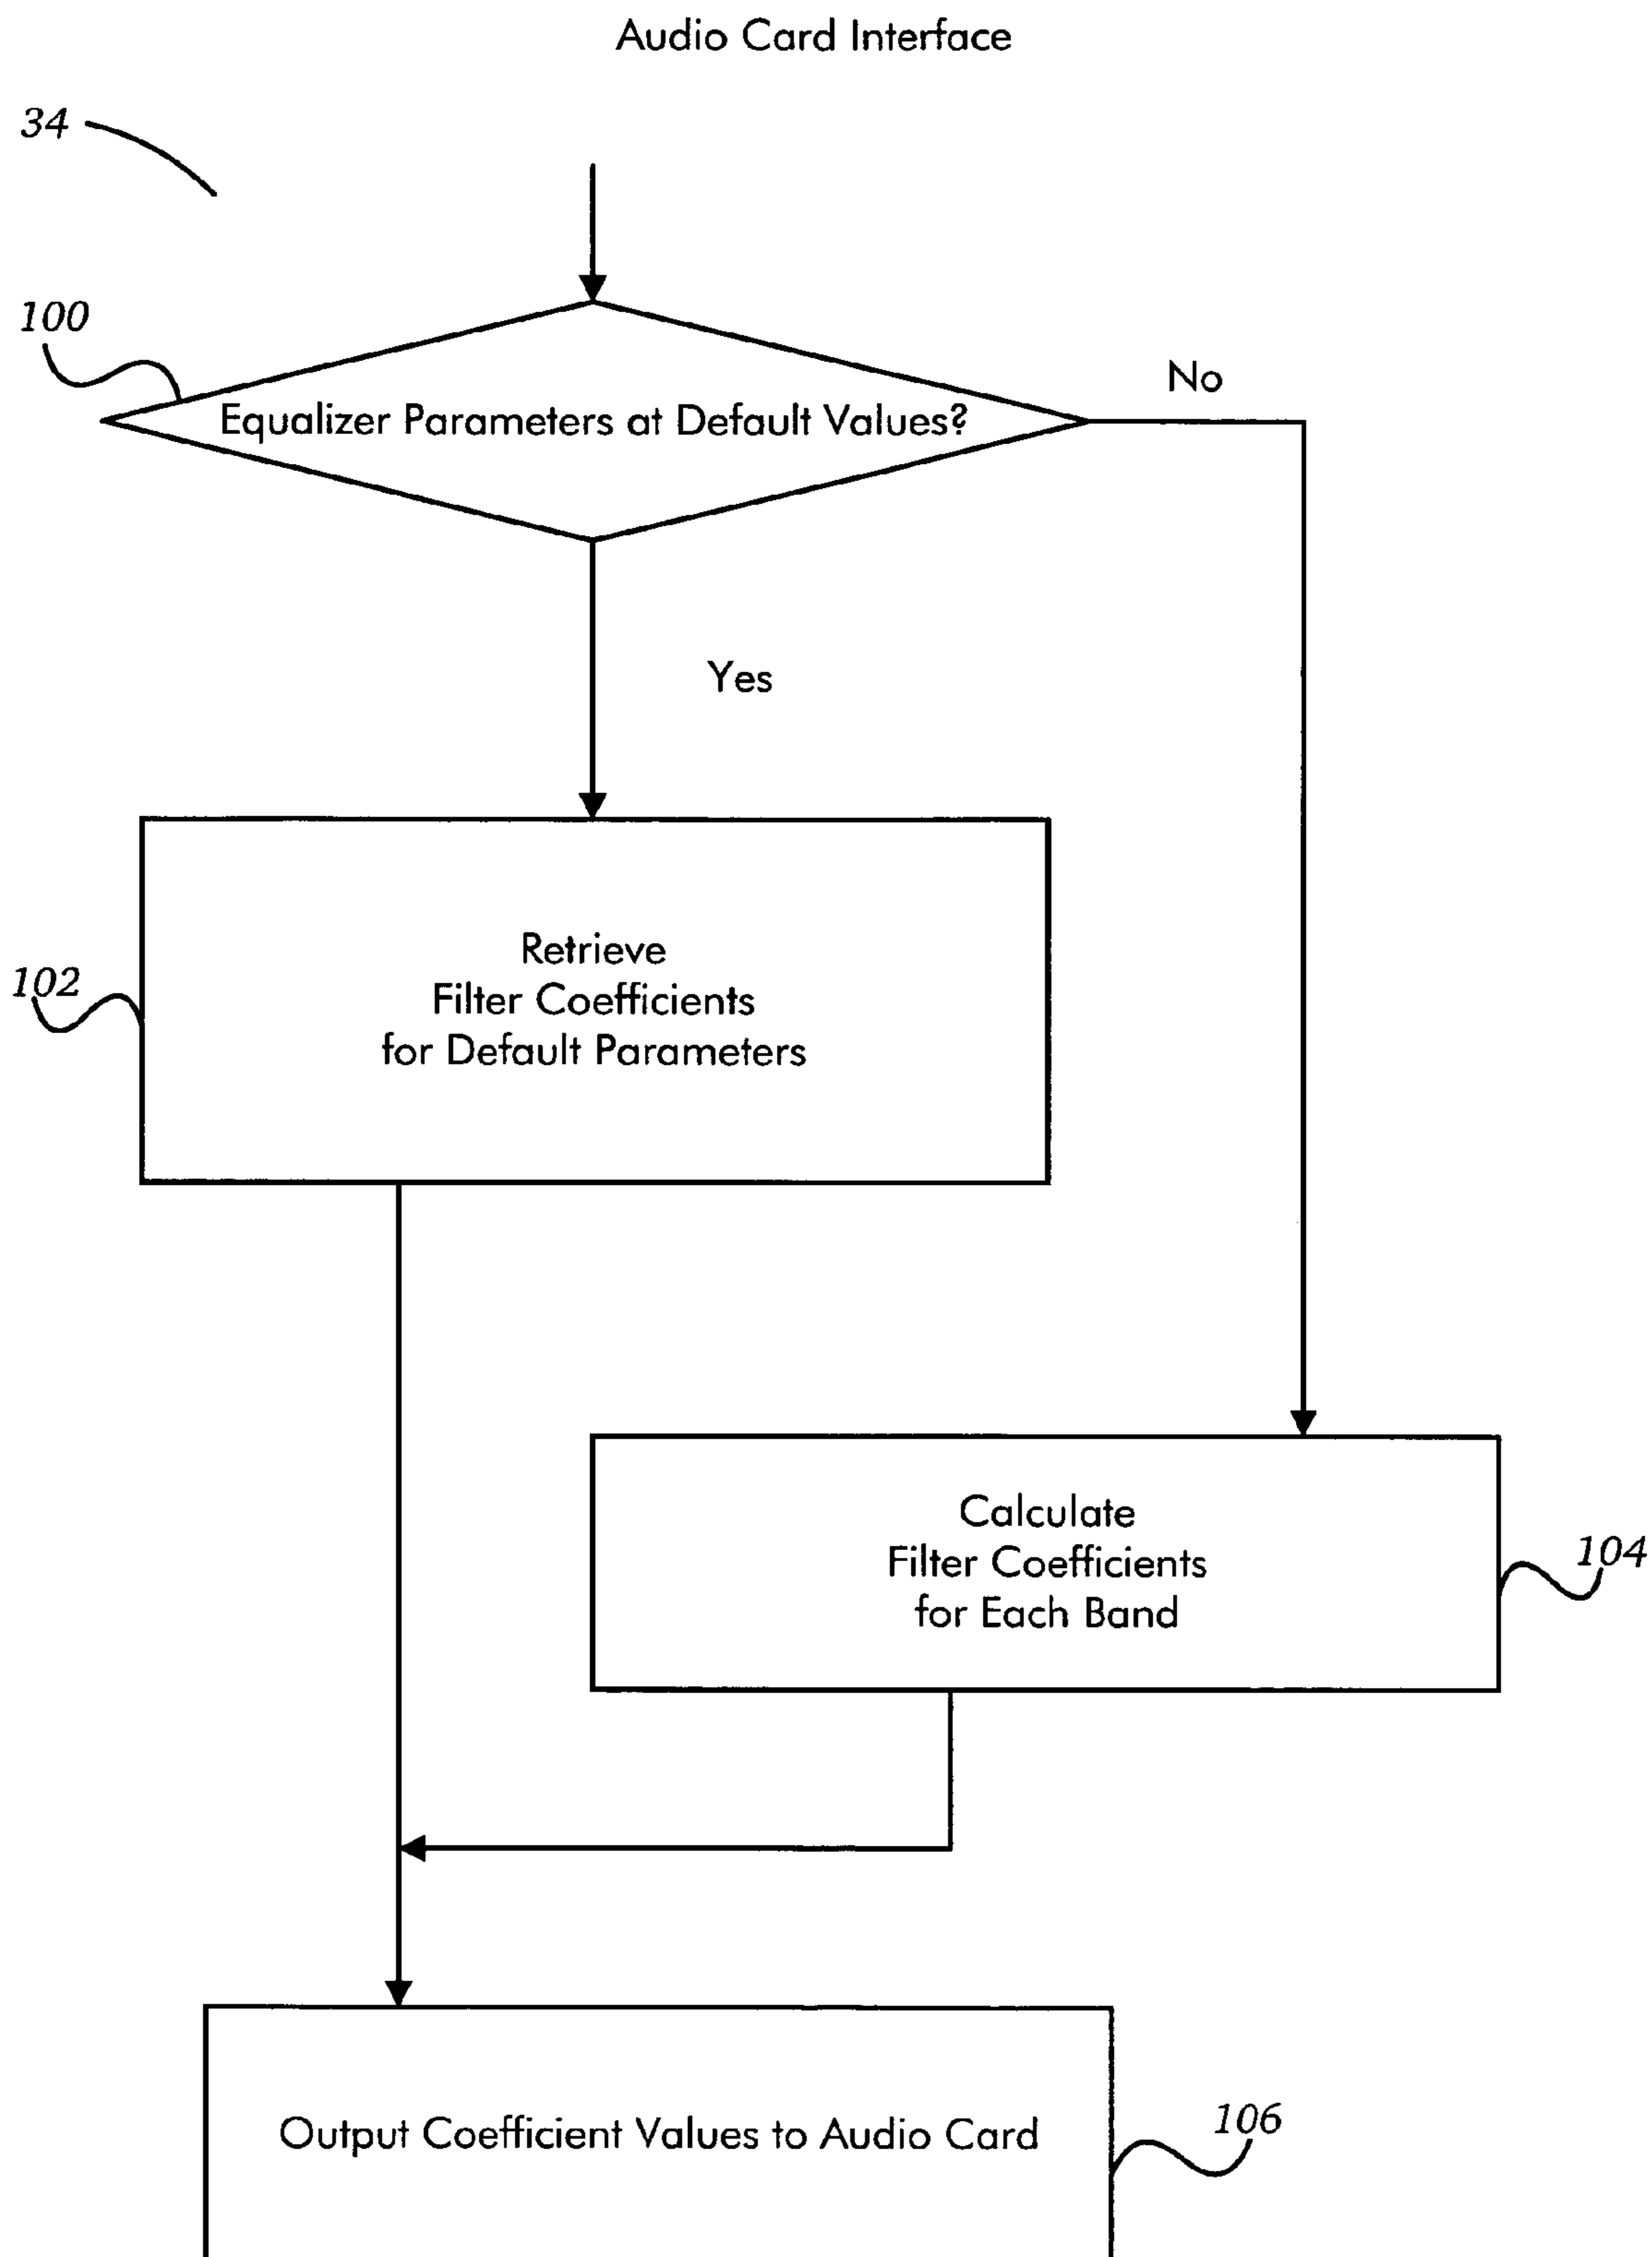 Audio Card Interface
34
100
No
Equalizer Parameters at Default Values?
Yes
Retrieve
Filter Coefficients
for Default Parameters
102
Calculate
Filter Coefficients
for Each Band
104
Output Coefficient Values to Audio Card
106